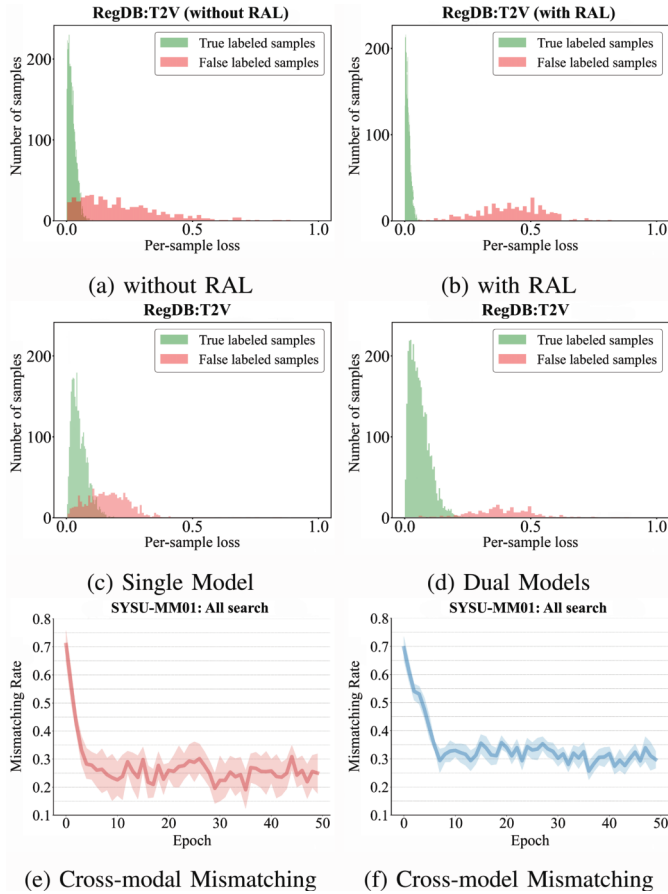 RegDB:T2V (without RAL)
Number of samples
200
100
0
True labeled samples
False labeled samples
0.0 0.5 1.0
Per-sample loss
(a) without RAL
RegDB:T2V (with RAL)
Number of samples
200
100
0
True labeled samples
False labeled samples
0.0 0.5 1.0
Per-sample loss
(b) with RAL
RegDB:T2V
Number of samples
200
100
0
True labeled samples
False labeled samples
0.0 0.5 1.0
Per-sample loss
(c) Single Model
RegDB:T2V
Number of samples
200
100
0
True labeled samples
False labeled samples
0.0 0.5 1.0
Per-sample loss
(d) Dual Models
SYSU-MM01: All search
Mismatching Rate
0.8
0.7
0.6
0.5
0.4
0.3
0.2
0.1
0 10 20 30 40 50
Epoch
(e) Cross-modal Mismatching
SYSU-MM01: All search
Mismatching Rate
0.8
0.7
0.6
0.5
0.4
0.3
0.2
0.1
0 10 20 30 40 50
Epoch
(f) Cross-model Mismatching